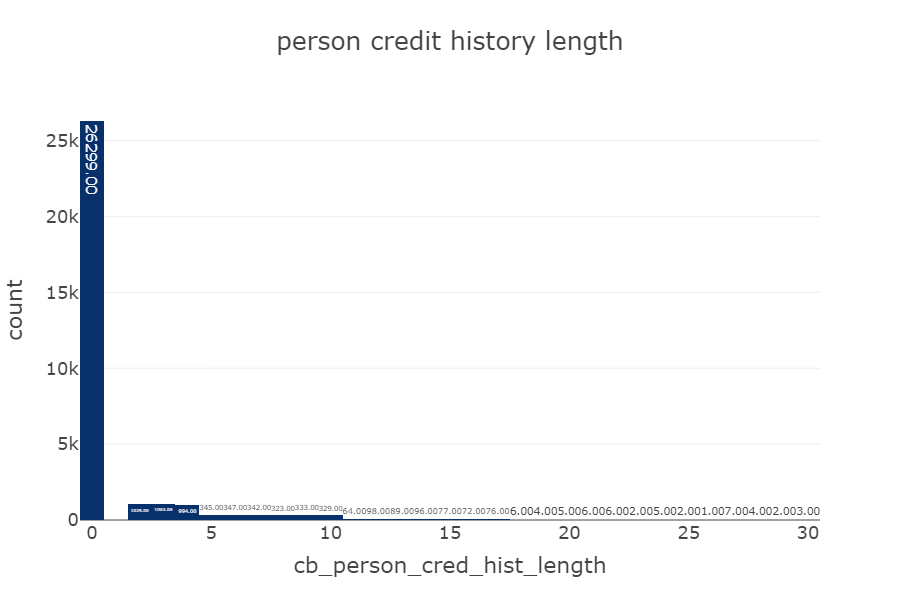 person credit history length
25k
20k
15k
10k
5k
0
count
26299.00
994.00
345.00347.00342.00323.00333.00329.00
64.0098.0089.0096.0077.0072.0076.00
6.004.005.006.006.002.005.002.001.007.004.002.003.00
0 5 10 15 20 25 30
cb_person_cred_hist_length